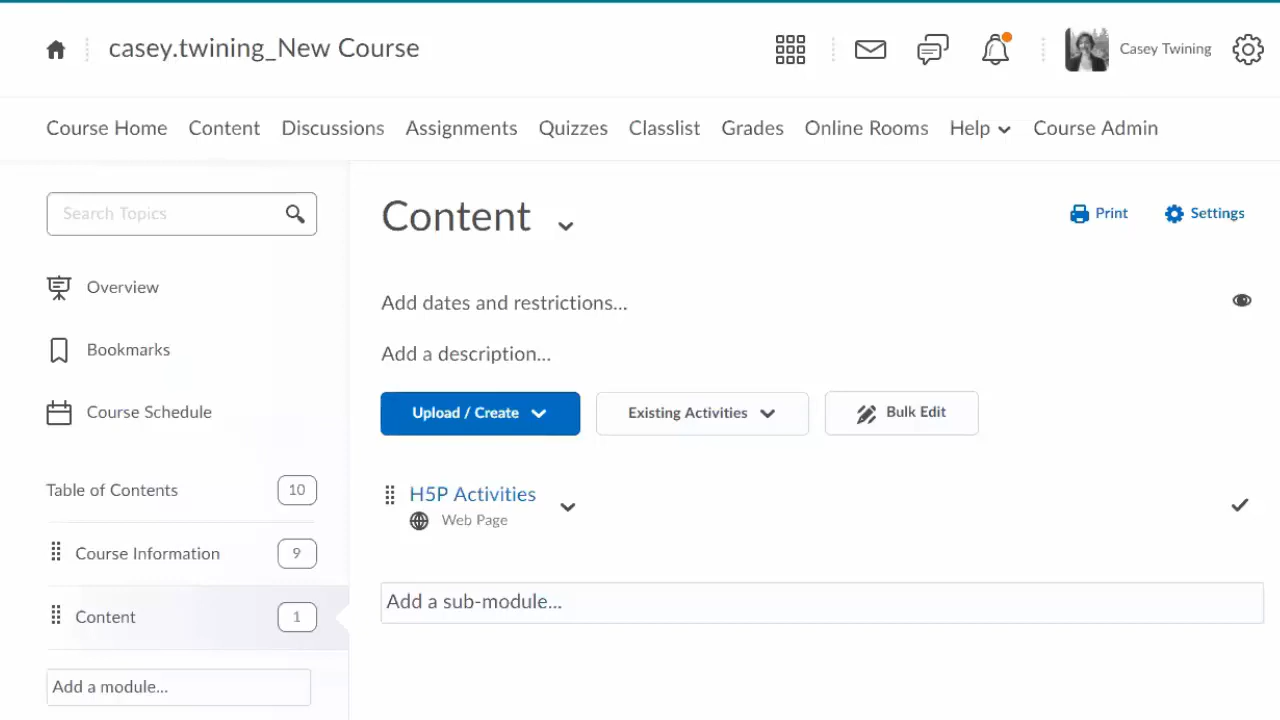 casey.twining_New Course
Casey Twining
Course Home Content Discussions Assignments Quizzes Classlist Grades Online Rooms Help Course Admin
Search Topics
Overview
Bookmarks
Course Schedule
Table of Contents 10
Course Information 9
Content 1
Add a module...
Content
Print Settings
Add dates and restrictions...
Add a description...
Upload / Create Existing Activities Bulk Edit
H5P Activities
Web Page
Add a sub-module...